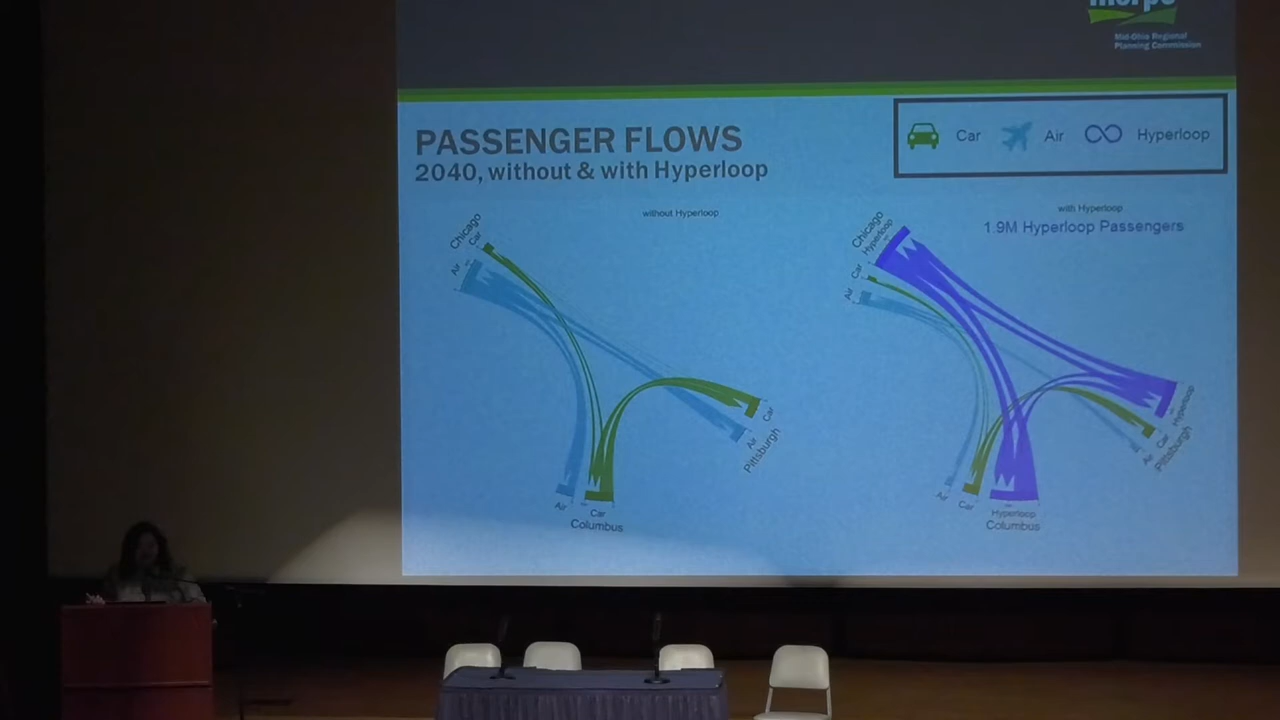 Mid-Ohio Regional
Planning Commission
PASSENGER FLOWS
2040, without & with Hyperloop
Car
Air
Hyperloop
without Hyperloop
Chicago
Car
Air
Car
Air
Pittsburgh
Air
Car
Columbus
with Hyperloop
1.9M Hyperloop Passengers
Chicago
Hyperloop
Car
Air
Hyperloop
Car
Air
Pittsburgh
Air
Car
Hyperloop
Columbus